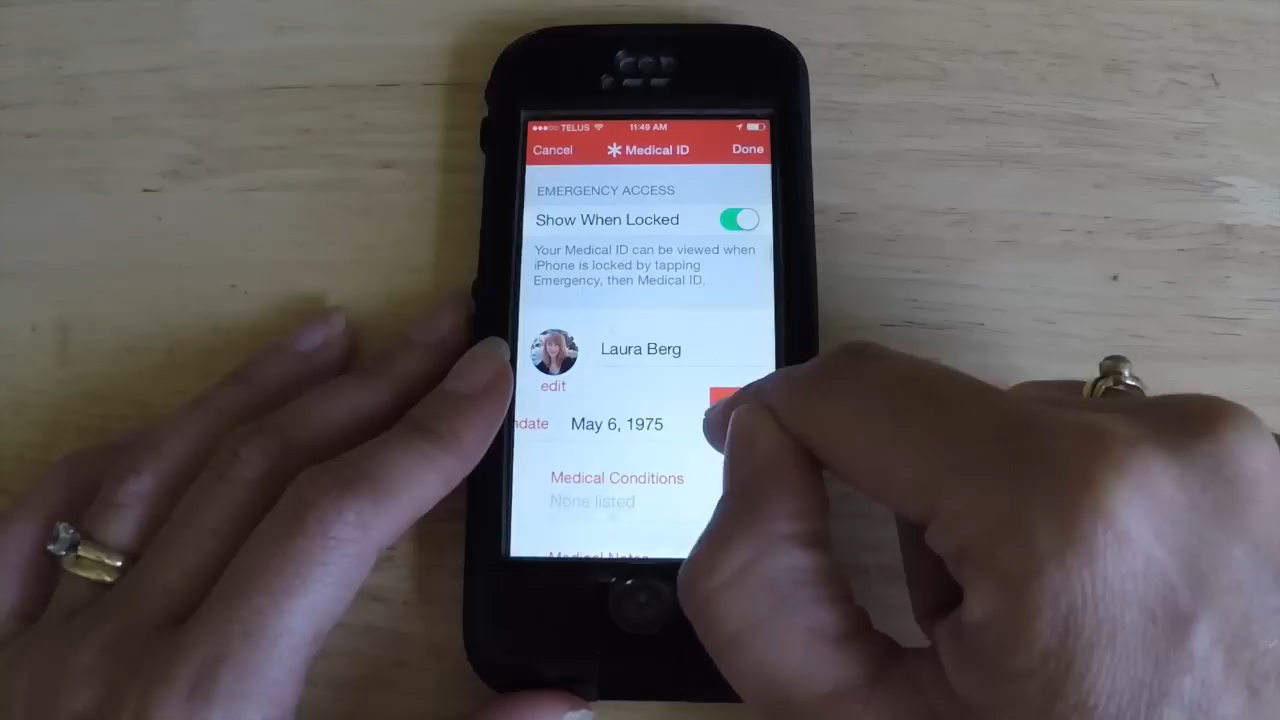 TELUS 11:49 AM
Cancel Medical ID Done
EMERGENCY ACCESS
Show When Locked
Your Medical ID can be viewed when
iPhone is locked by tapping
Emergency, then Medical ID.
Laura Berg
edit
May 6, 1975
Medical Conditions
None listed
Medical Notes